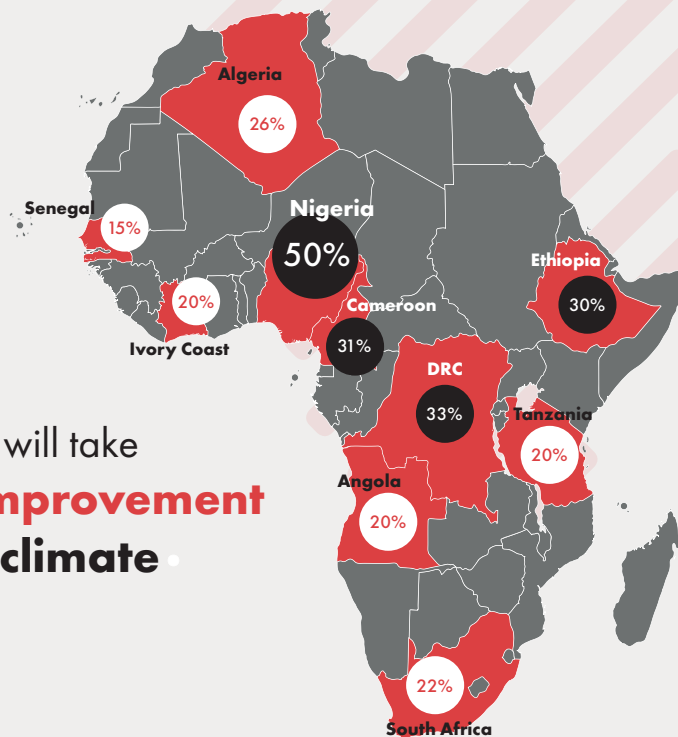 Algeria
26%
Senegal
15%
Nigeria
50%
Ethiopia
30%
20%
Ivory Coast
Cameroon
31%
DRC
33%
Tanzania
20%
will take
mprovement
climate
Angola
20%
22%
South Africa